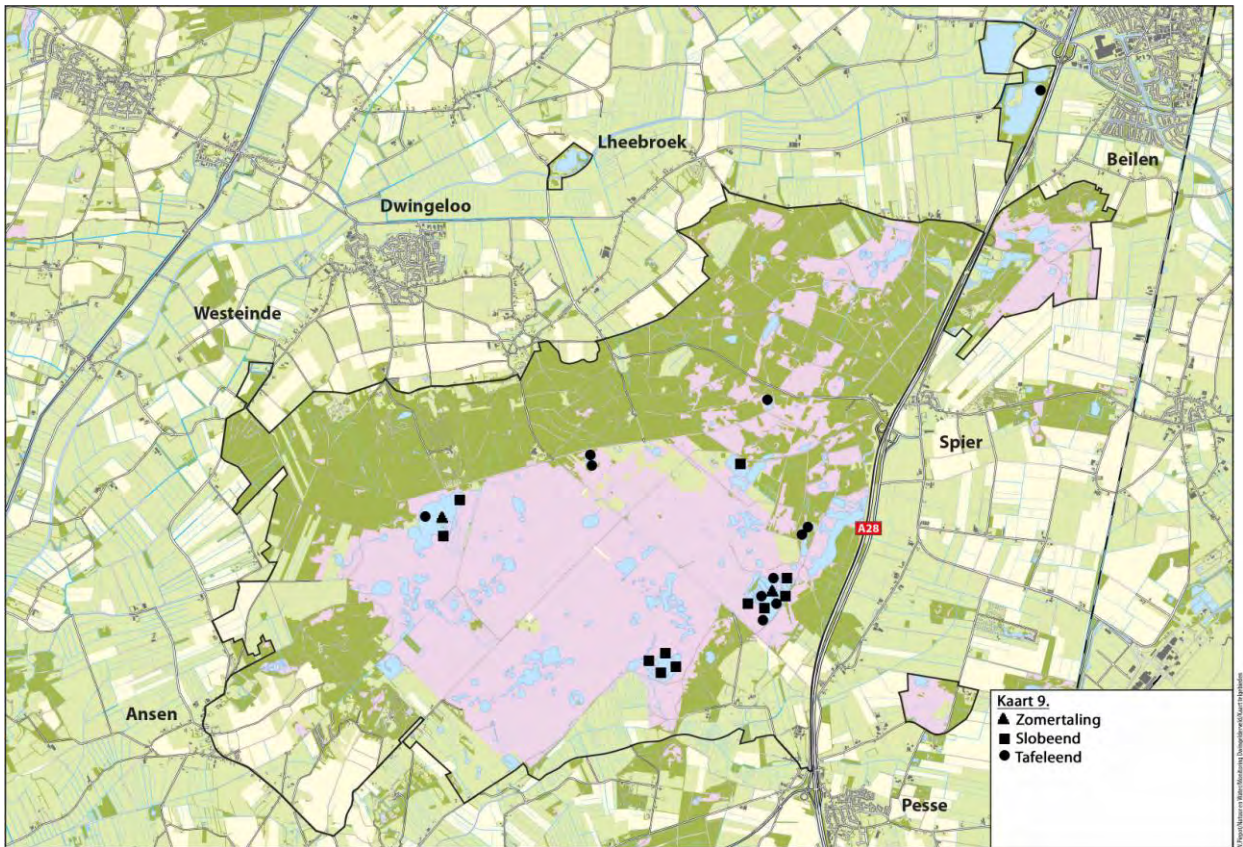 Lheebroek
Beilen
Dwingeloo
Westeinde
Spier
A28
Ansen
Pesse
Kaart 9.
Zomertaling
Slobeend
Tafeleend